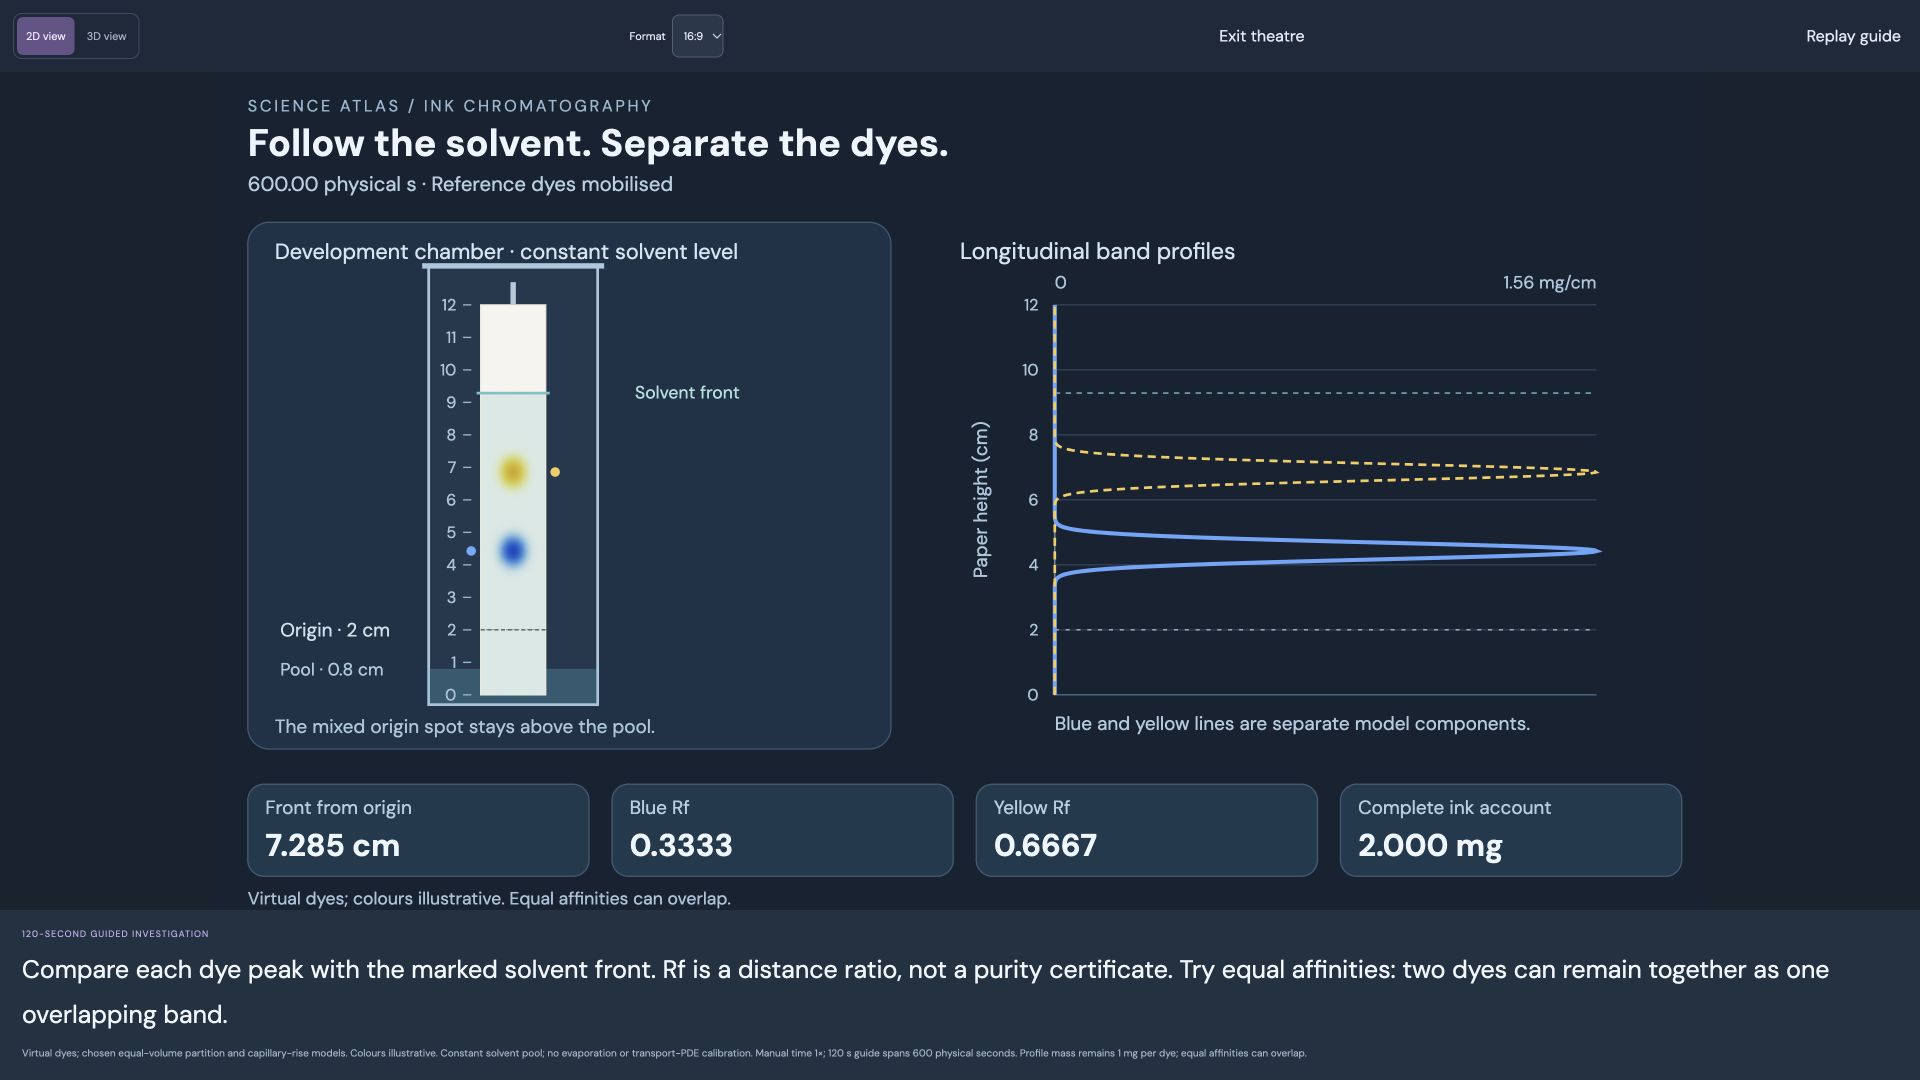 2D view
3D view
Format
16:9
Exit theatre
Replay guide
SCIENCE ATLAS / INK CHROMATOGRAPHY
Follow the solvent. Separate the dyes.
600.00 physical s · Reference dyes mobilised
Development chamber · constant solvent level
12
11
10
9
8
7
6
5
4
3
2
1
0
Solvent front
Origin · 2 cm
Pool · 0.8 cm
The mixed origin spot stays above the pool.
Longitudinal band profiles
0
1.56 mg/cm
12
10
8
6
4
2
0
Paper height (cm)
Blue and yellow lines are separate model components.
Front from origin
7.285 cm
Blue Rf
0.3333
Yellow Rf
0.6667
Complete ink account
2.000 mg
Virtual dyes; colours illustrative. Equal affinities can overlap.
120-SECOND GUIDED INVESTIGATION
Compare each dye peak with the marked solvent front. Rf is a distance ratio, not a purity certificate. Try equal affinities: two dyes can remain together as one
overlapping band.
Virtual dyes; chosen equal-volume partition and capillary-rise models. Colours illustrative. Constant solvent pool; no evaporation or transport-PDE calibration. Manual time 1×; 120 s guide spans 600 physical seconds. Profile mass remains 1 mg per dye; equal affinities can overlap.